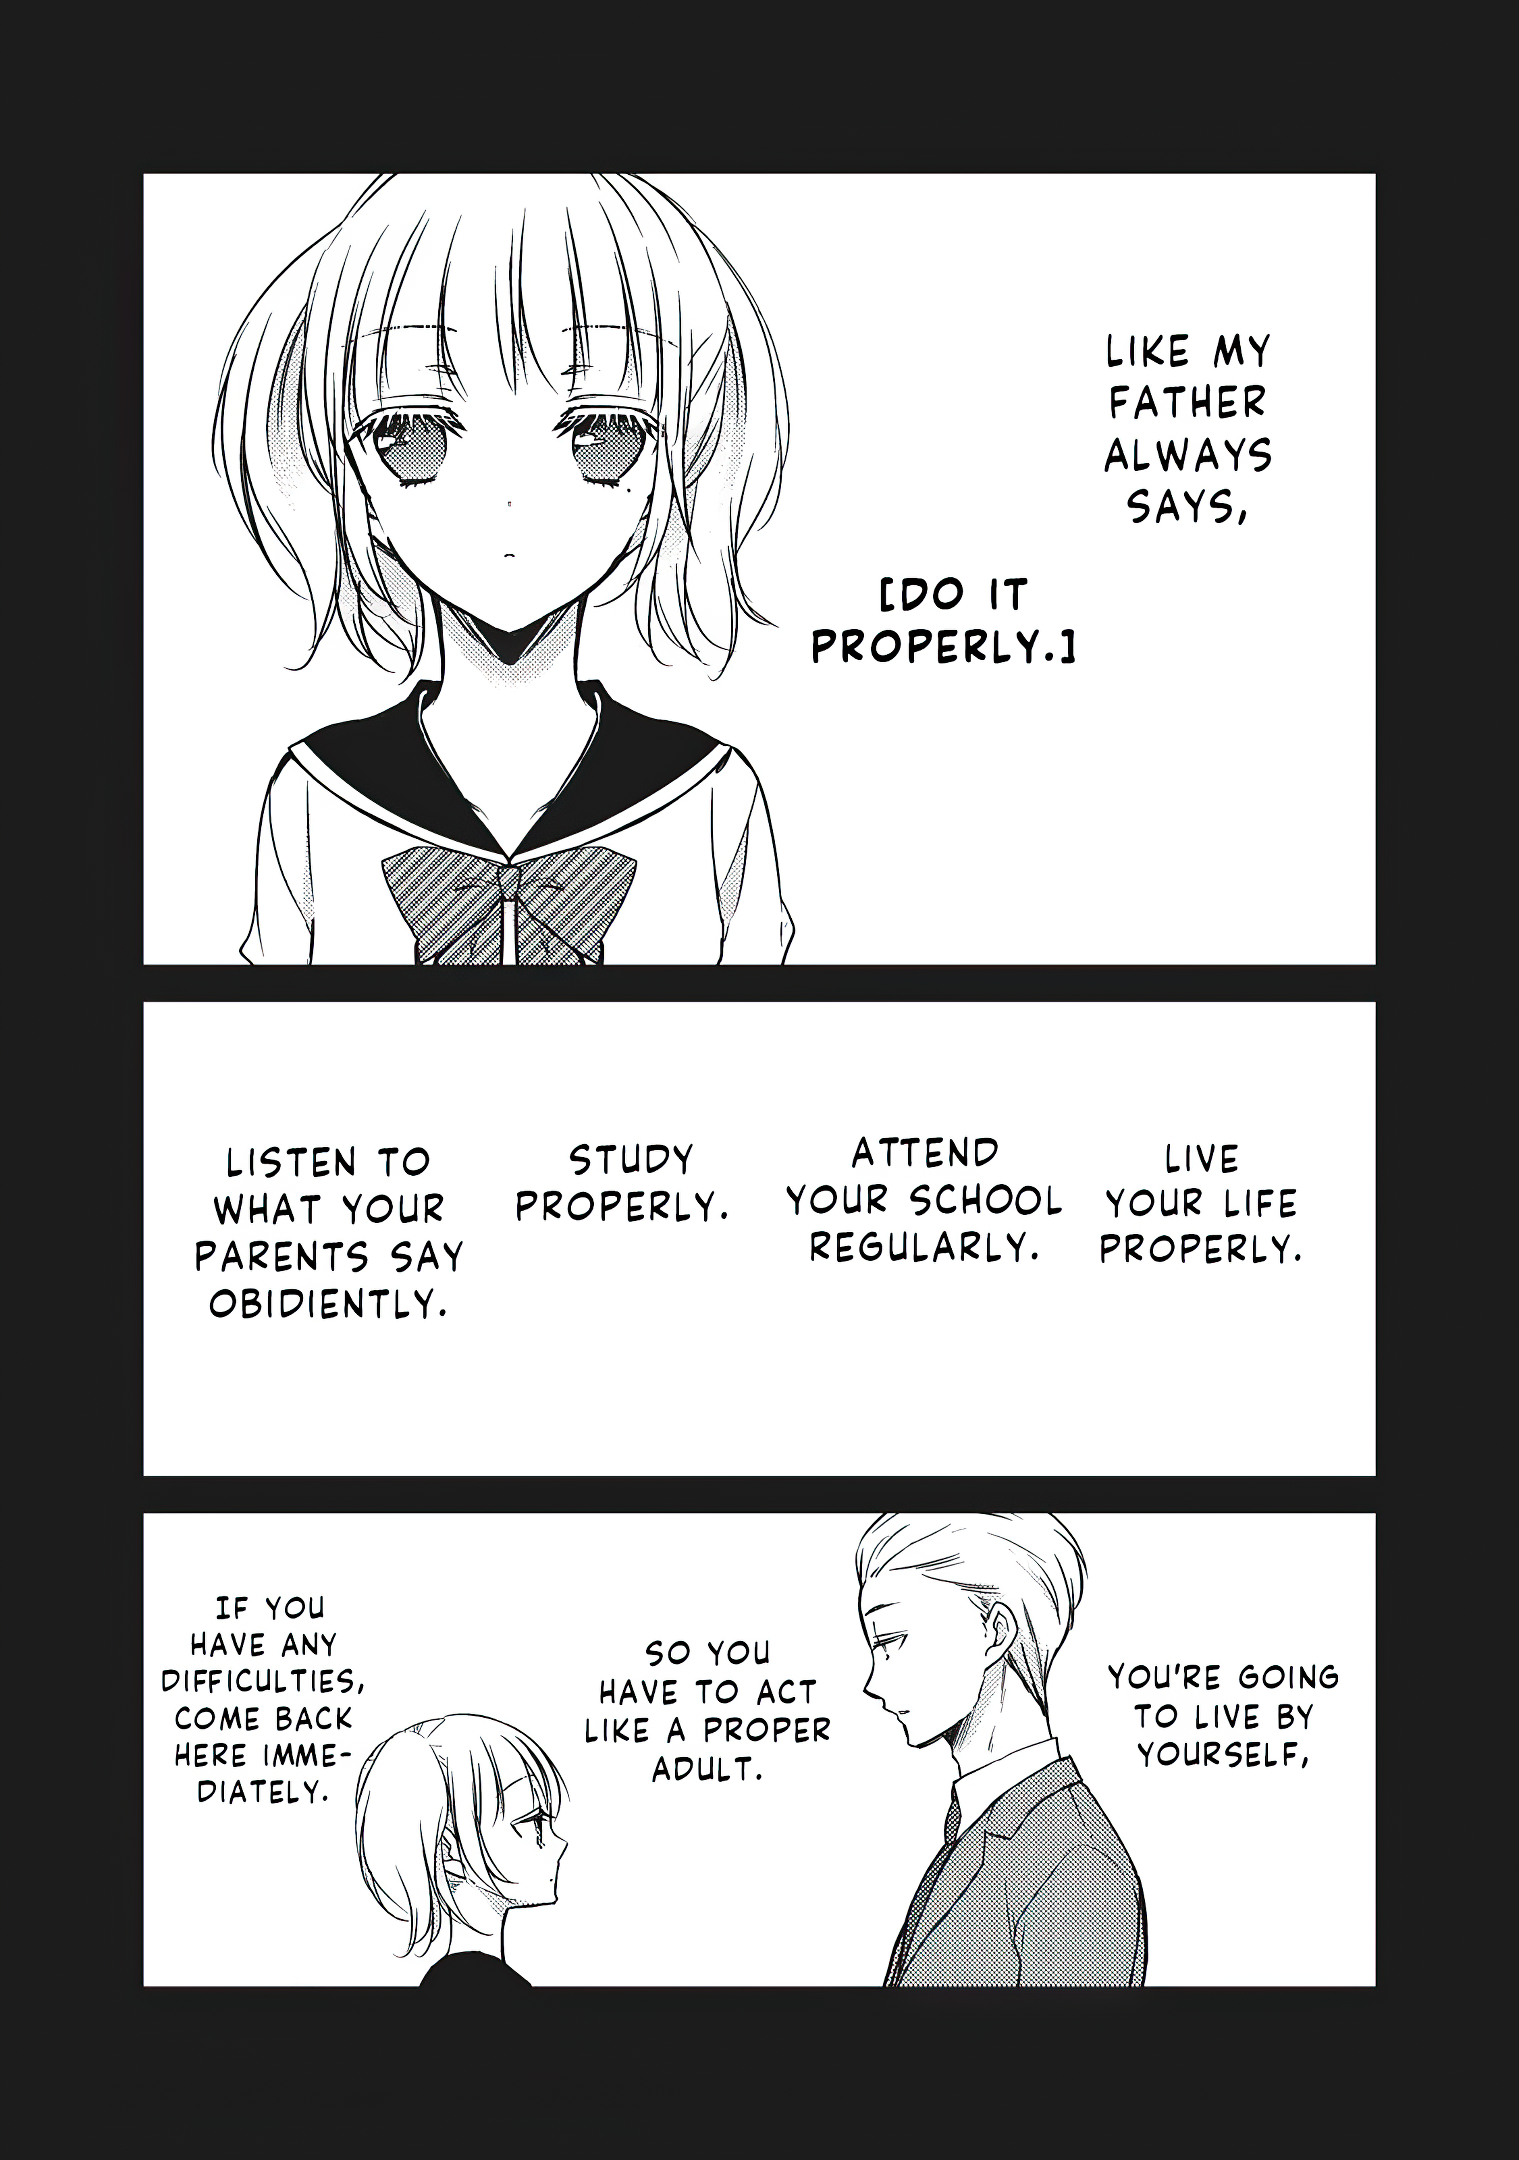 LIKE MY
FATHER
ALWAYS
SAYS,
[DO IT
PROPERLY.]
LIVE
YOUR LIFE
PROPERLY.
ATTEND
YOUR SCHOOL
REGULARLY.
STUDY
PROPERLY.
LISTEN TO
WHAT YOUR
PARENTS SAY
OBIDIENTLY.
YOU'RE GOING
TO LIVE BY
YOURSELF,
SO YOU
HAVE TO ACT
LIKE A PROPER
ADULT.
IF YOU
HAVE ANY
DIFFICULTIES,
COME BACK
HERE IMME-
DIATELY.